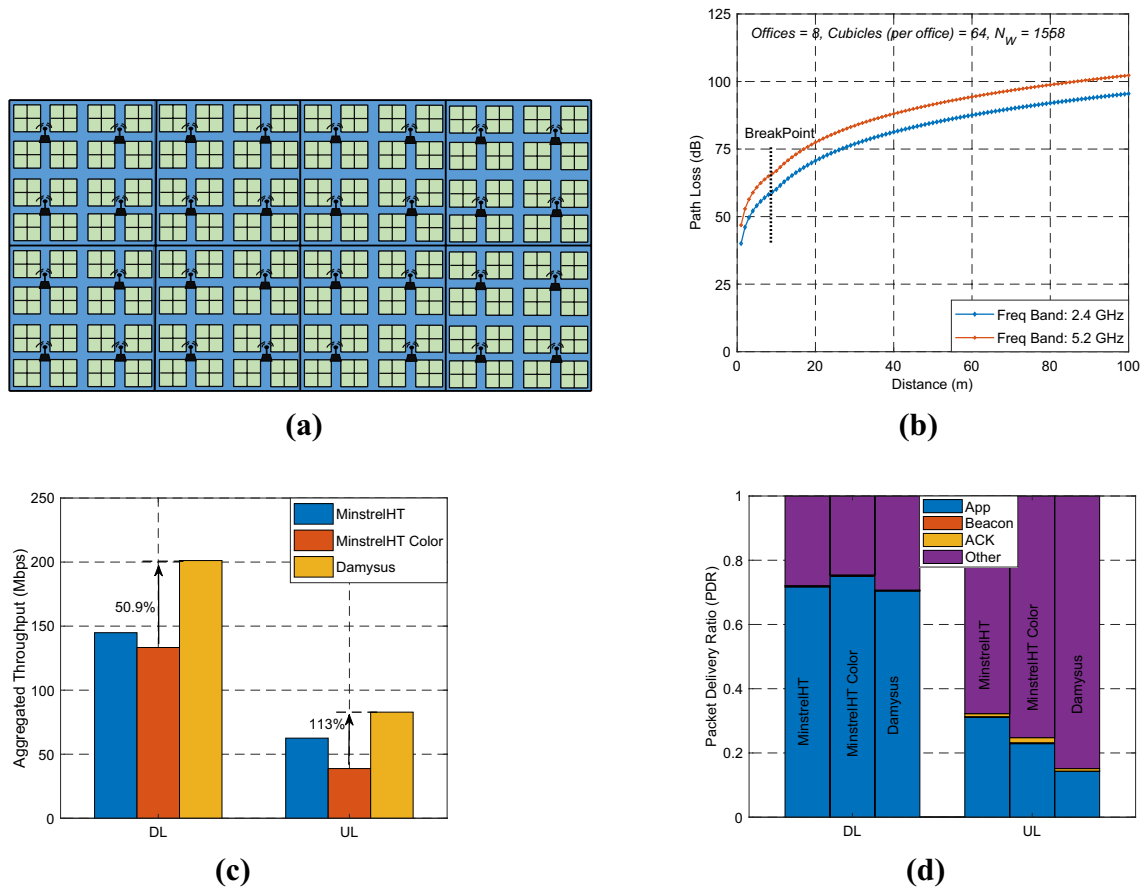 (a)
125
100
75
50
25
0
Path Loss (dB)
Offices = 8, Cubicles (per office) = 64, N_W = 1558
BreakPoint
Freq Band: 2.4 GHz
Freq Band: 5.2 GHz
0 20 40 60 80 100
Distance (m)
(b)
250
200
150
100
50
0
Aggregated Throughput (Mbps)
MinstrelHT
MinstrelHT Color
Damysus
50.9%
113%
DL UL
(c)
1
0.8
0.6
0.4
0.2
0
Packet Delivery Ratio (PDR)
App
Beacon
ACK
Other
MinstrelHT
MinstrelHT Color
Damysus
MinstrelHT
MinstrelHT Color
Damysus
DL UL
(d)